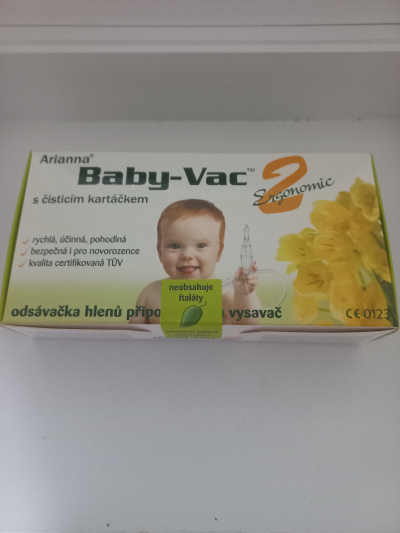 Arianna®
Baby-Vac™ 2
Ergonomic
s čisticím kartáčkem
rychlá, účinná, pohodlná
bezpečná i pro novorozence
kvalita certifikovaná TÜV
neobsahuje
ftaláty
odsávačka hlenů vysavač
CE 0123